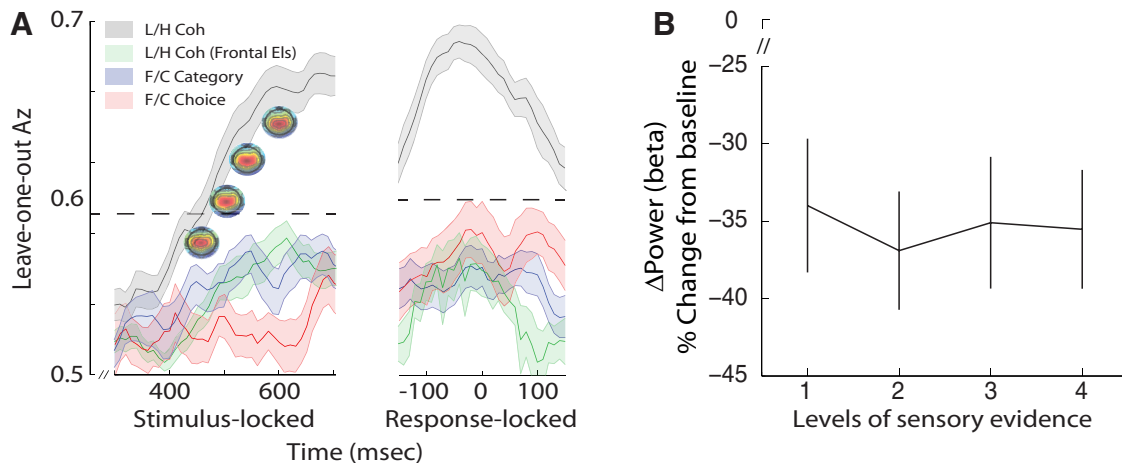 A
0.7
0.6
0.5
Leave-one-out Az
L/H Coh
L/H Coh (Frontal Els)
F/C Category
F/C Choice
//
400
600
Stimulus-locked
-100
0
100
Response-locked
Time (msec)
B
0
//
−25
−30
−35
−40
−45
ΔPower (beta)
% Change from baseline
1
2
3
4
Levels of sensory evidence